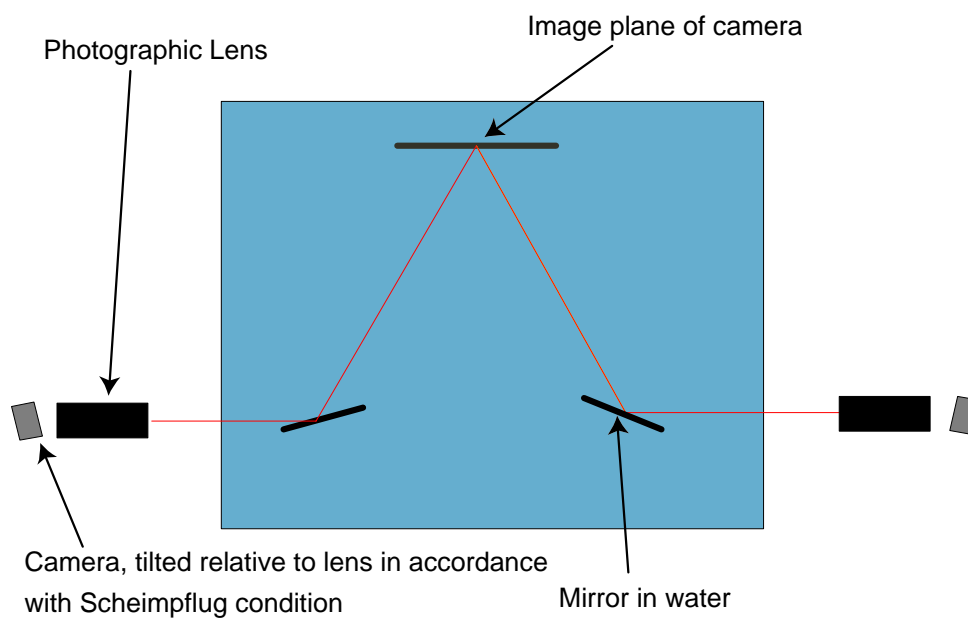 Image plane of camera
Photographic Lens
Camera, tilted relative to lens in accordance
with Scheimpflug condition
Mirror in water